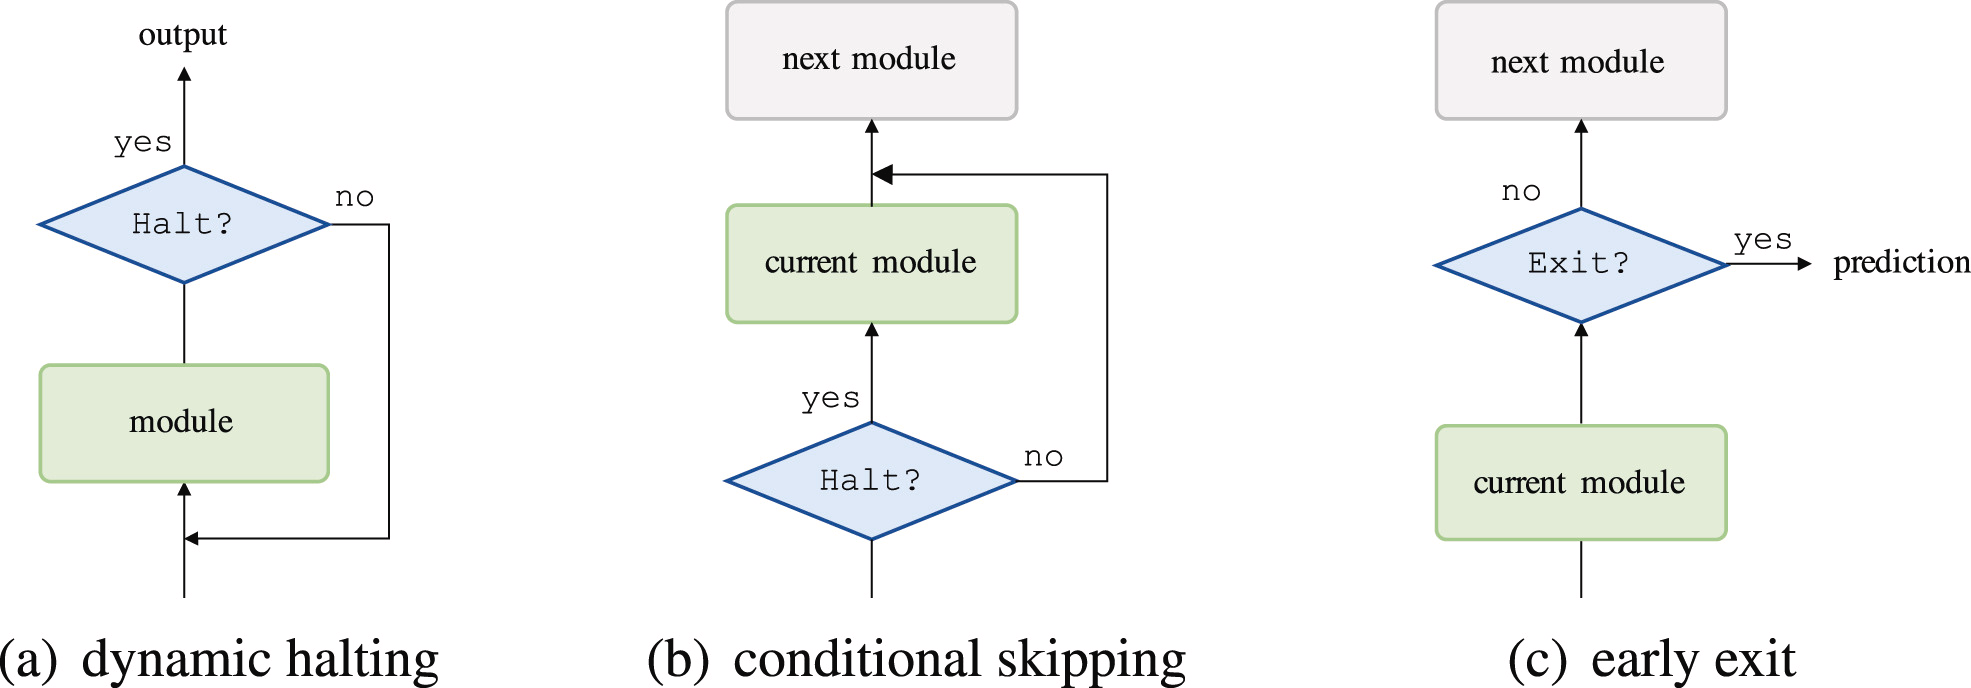 output
yes
no
Halt?
module
(a) dynamic halting
next module
current module
yes
no
Halt?
(b) conditional skipping
next module
no
yes
Exit?
prediction
current module
(c) early exit